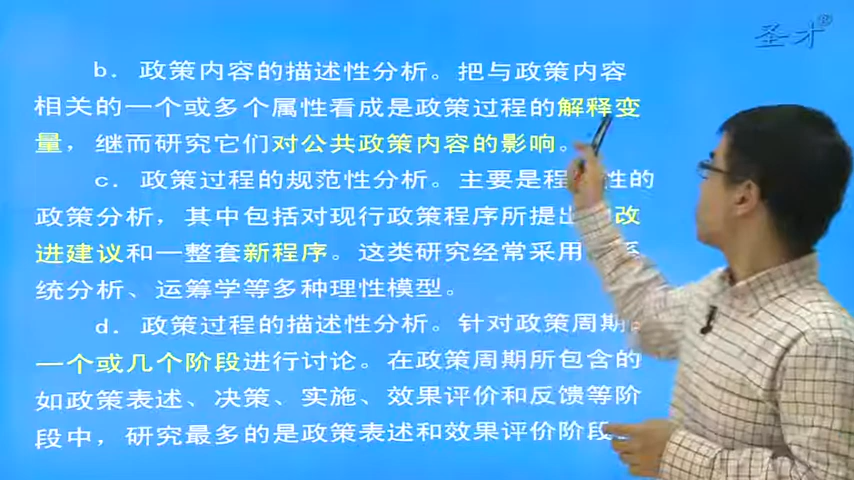 圣才®
b. 政策内容的描述性分析。把与政策内容
相关的一个或多个属性看成是政策过程的解释变
量，继而研究它们对公共政策内容的影响。
c. 政策过程的规范性分析。主要是程 性的
政策分析，其中包括对现行政策程序所提出 改
进建议和一整套新程序。这类研究经常采用 系
统分析、运筹学等多种理性模型。
d. 政策过程的描述性分析。针对政策周期
一个或几个阶段进行讨论。在政策周期所包含的
如政策表述、决策、实施、效果评价和反馈等阶
段中，研究最多的是政策表述和效果评价阶段